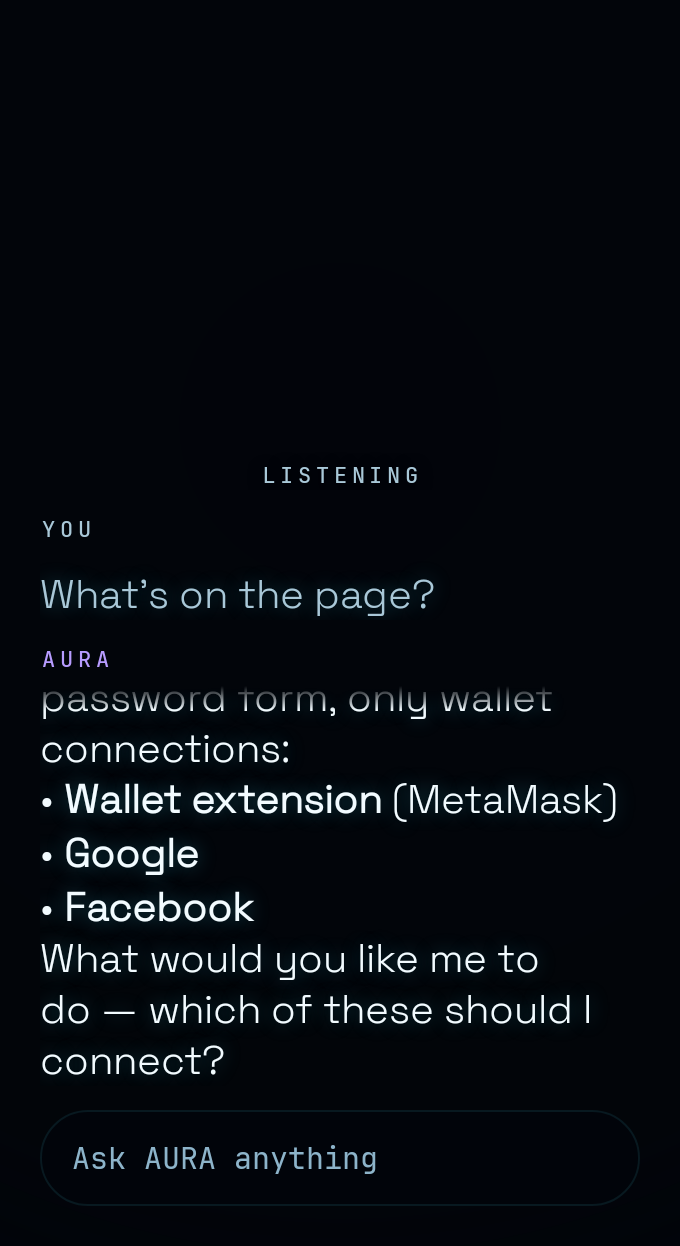 LISTENING
YOU
What’s on the page?
AURA
password form, only wallet
connections:
• Wallet extension (MetaMask)
• Google
• Facebook
What would you like me to
do — which of these should I
connect?
Ask AURA anything